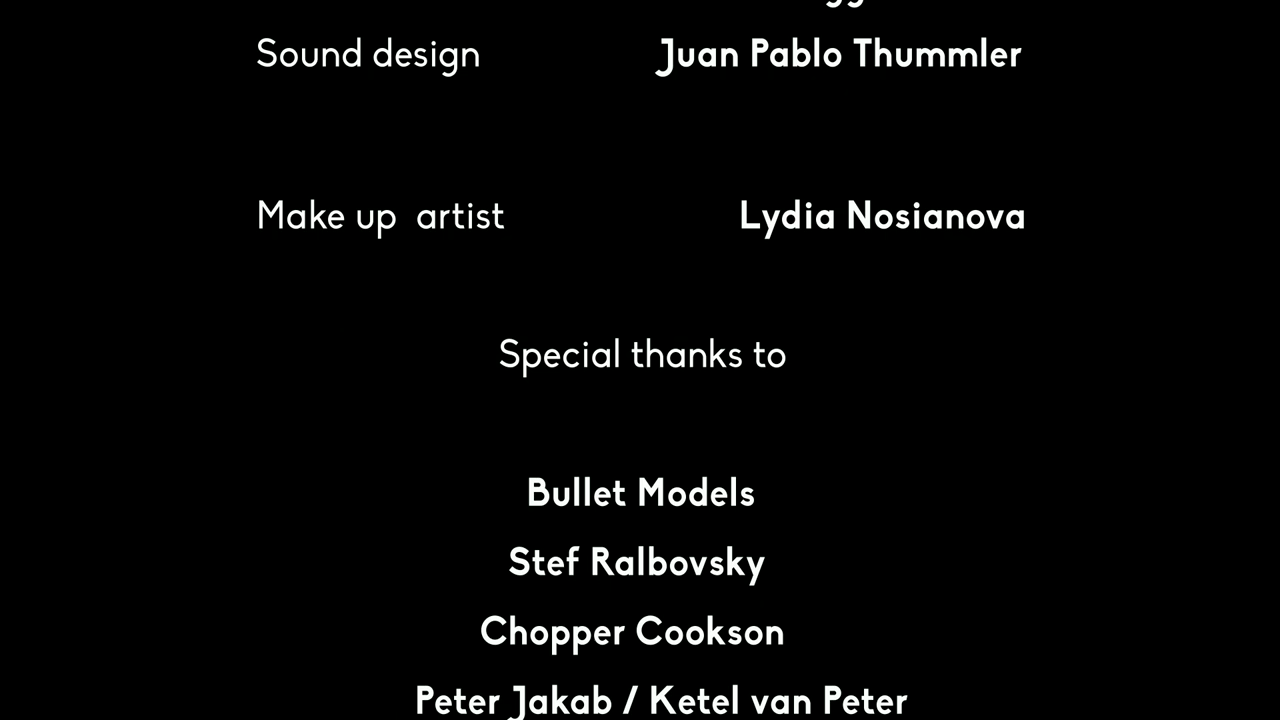 Sound design Juan Pablo Thummler
Make up artist Lydia Nosianova
Special thanks to
Bullet Models
Stef Ralbovsky
Chopper Cookson
Peter Jakab / Ketel van Peter